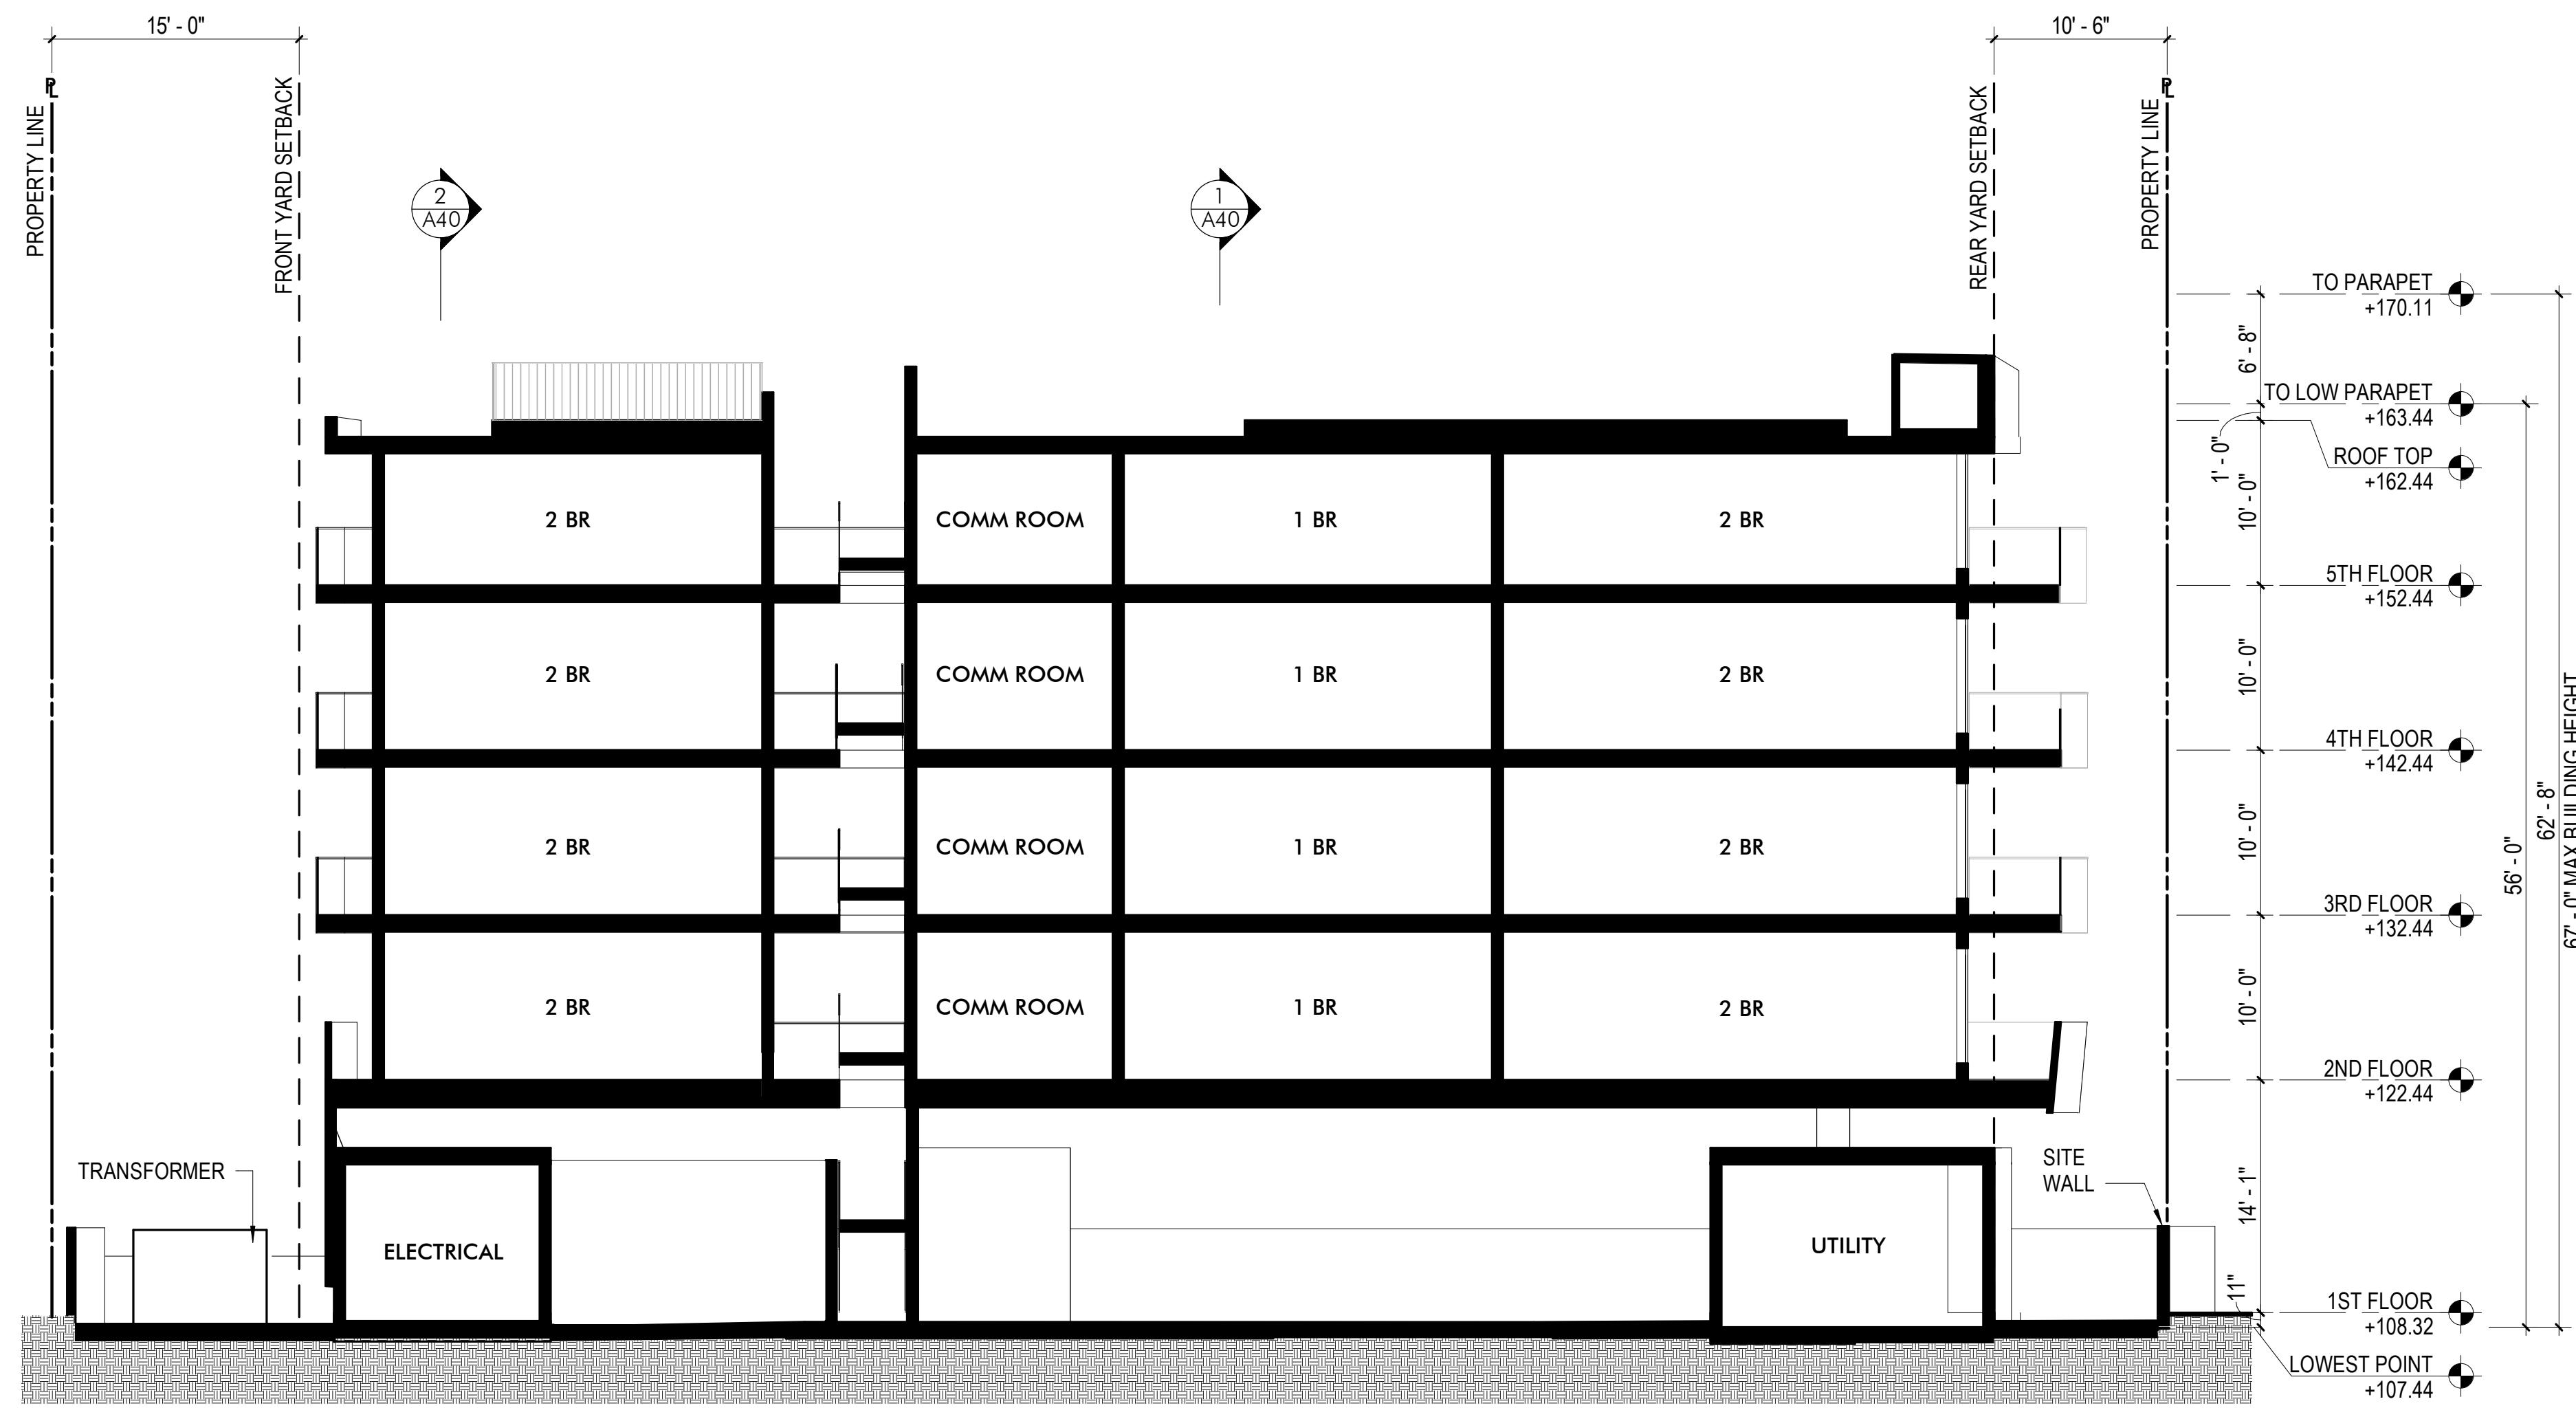 15' - 0"
10' - 6"
PL
PL
PROPERTY LINE
FRONT YARD SETBACK
REAR YARD SETBACK
PROPERTY LINE
2
A40
1
A40
TO PARAPET
+170.11
6' - 8"
TO LOW PARAPET
+163.44
1' - 0"
ROOF TOP
+162.44
10' - 0"
2 BR
COMM ROOM
1 BR
2 BR
5TH FLOOR
+152.44
10' - 0"
2 BR
COMM ROOM
1 BR
2 BR
4TH FLOOR
+142.44
10' - 0"
2 BR
COMM ROOM
1 BR
2 BR
3RD FLOOR
+132.44
10' - 0"
2 BR
COMM ROOM
1 BR
2 BR
2ND FLOOR
+122.44
56' - 0"
62' - 8"
67' - 0" MAX BUILDING HEIGHT
TRANSFORMER
SITE
WALL
14' - 1"
ELECTRICAL
UTILITY
11"
1ST FLOOR
+108.32
LOWEST POINT
+107.44